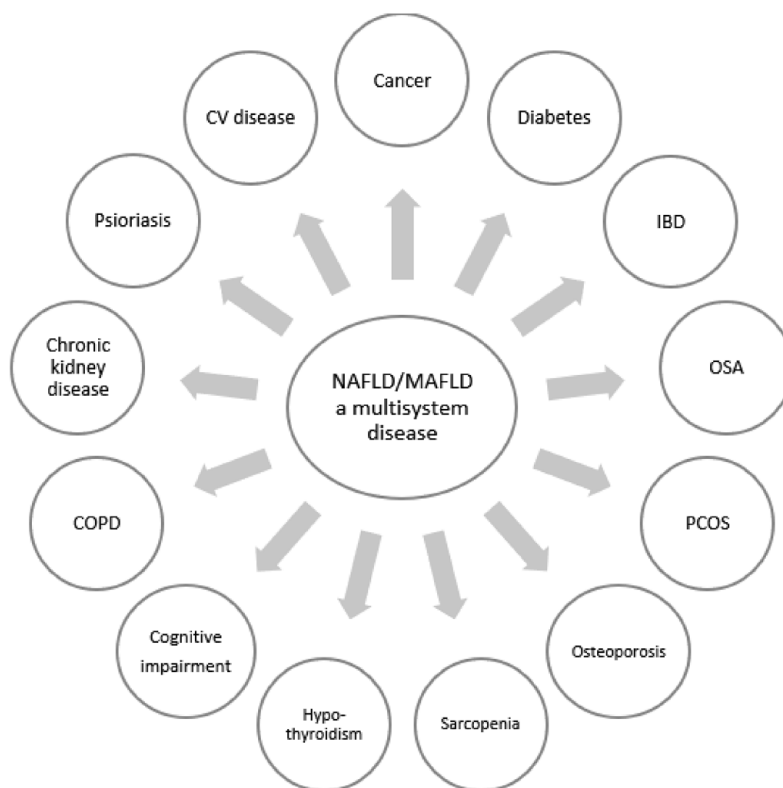 Cancer
CV disease
Diabetes
Psioriasis
IBD
Chronic
kidney
disease
NAFLD/MAFLD
a multisystem
disease
OSA
COPD
PCOS
Cognitive
impairment
Osteoporosis
Hypo-
thyroidism
Sarcopenia